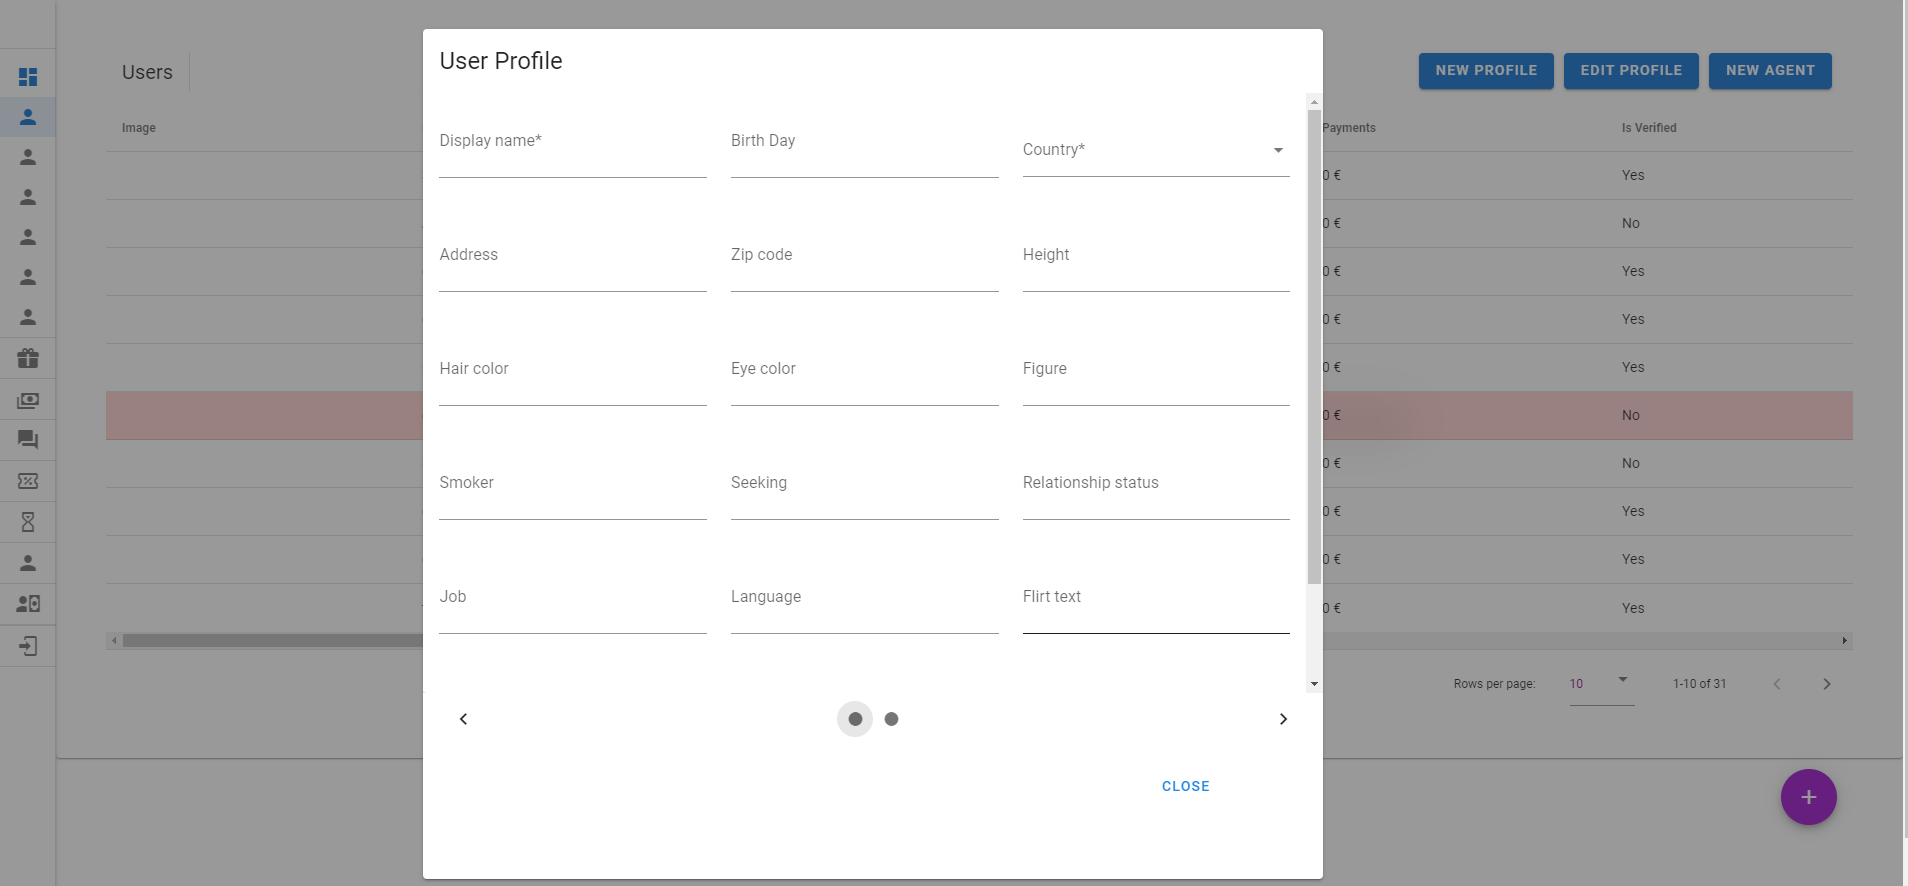 User Profile
Users
NEW PROFILE EDIT PROFILE NEW AGENT
Image Payments Is Verified
Display name* Birth Day Country*
0 € Yes
0 € No
Address Zip code Height
0 € Yes
0 € Yes
Hair color Eye color Figure
0 € Yes
0 € No
0 € No
Smoker Seeking Relationship status
0 € Yes
0 € Yes
Job Language Flirt text
0 € Yes
Rows per page: 10 1-10 of 31
CLOSE